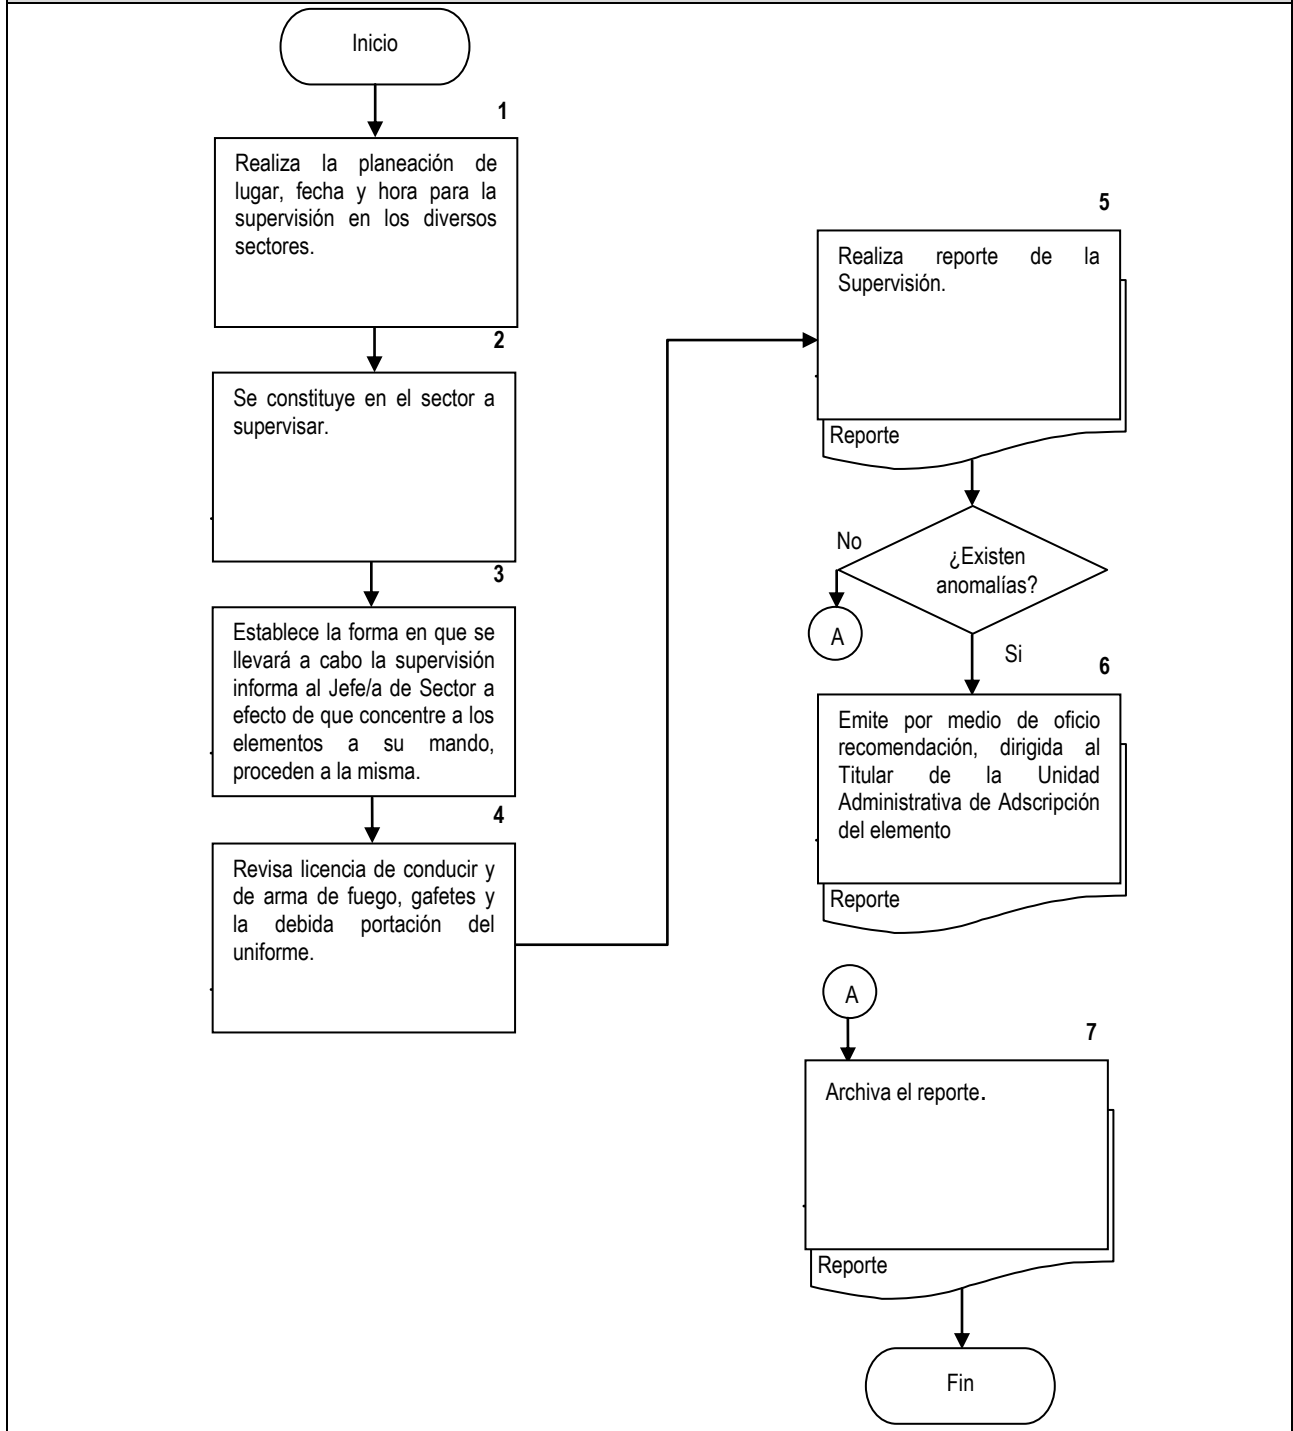 Inicio
1
Realiza la planeación de
lugar, fecha y hora para la
supervisión en los diversos
sectores.
2
Se constituye en el sector a
supervisar.
3
Establece la forma en que se
llevará a cabo la supervisión
informa al Jefe/a de Sector a
efecto de que concentre a los
elementos a su mando,
proceden a la misma.
4
Revisa licencia de conducir y
de arma de fuego, gafetes y
la debida portación del
uniforme.
5
Realiza reporte de la
Supervisión.
Reporte
¿Existen
anomalías?
No
A
Si
6
Emite por medio de oficio
recomendación, dirigida al
Titular de la Unidad
Administrativa de Adscripción
del elemento
Reporte
A
7
Archiva el reporte.
Reporte
Fin